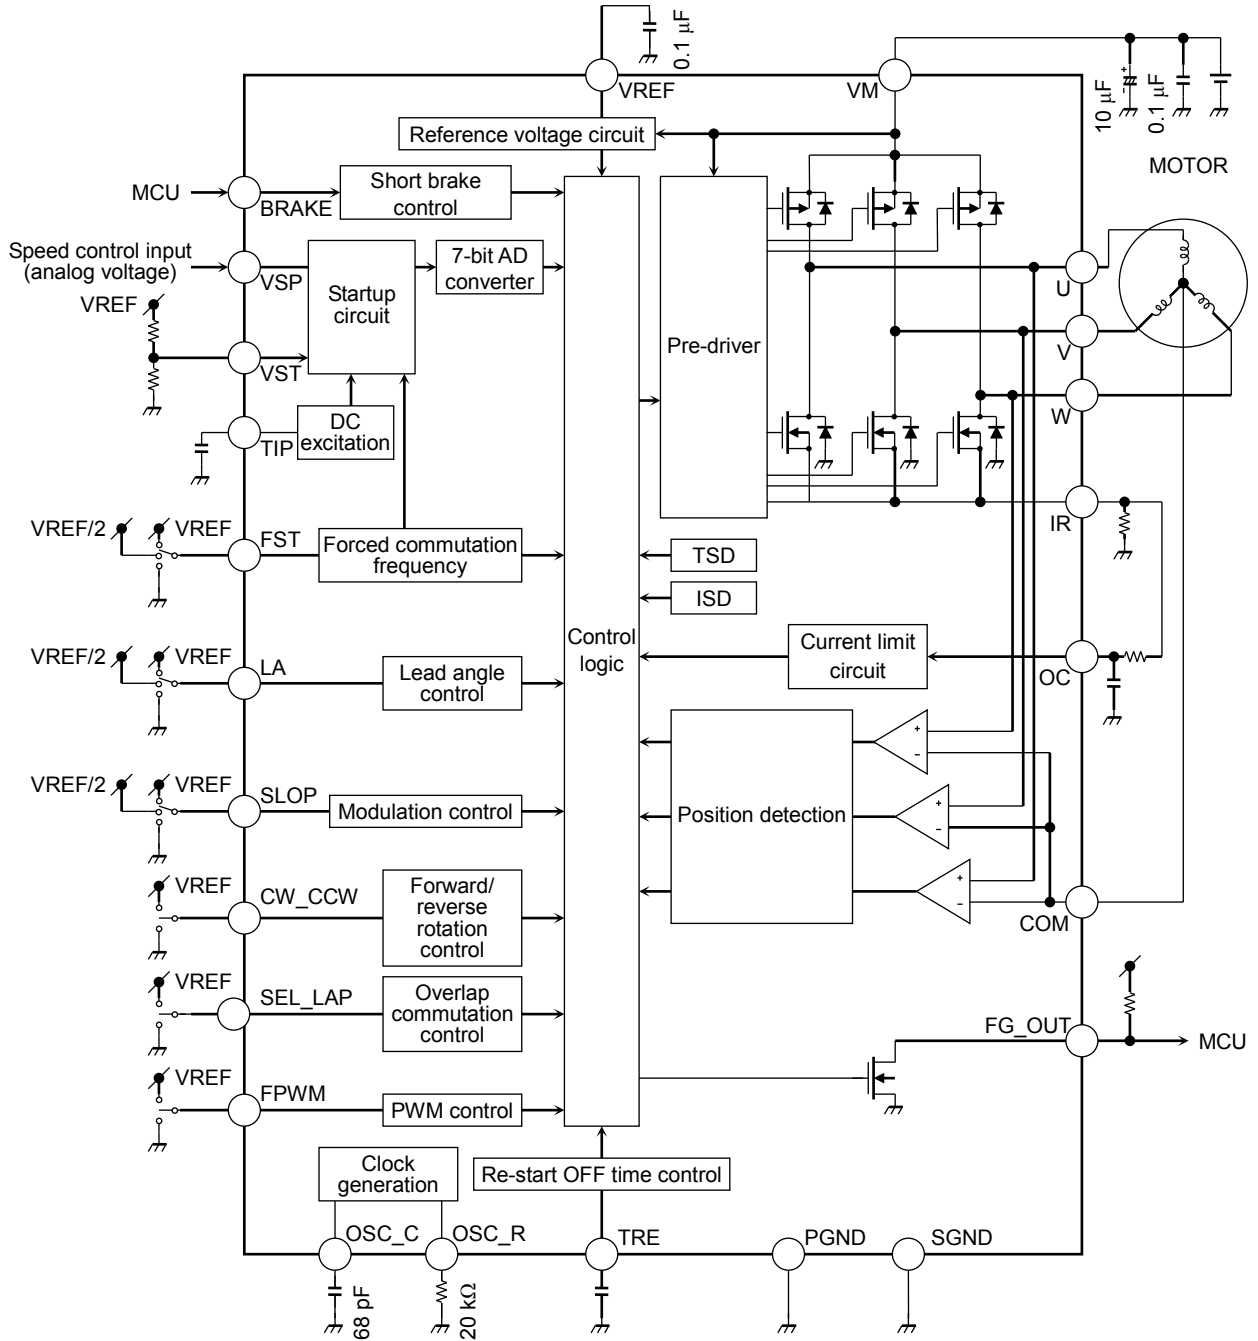 0.1 μF
VREF
VM
10 μF
+
-
0.1 μF
MOTOR
Reference voltage circuit
MCU
BRAKE
Short brake
control
Speed control input
(analog voltage)
VSP
Startup
circuit
7-bit AD
converter
VREF
VST
DC
excitation
TIP
Pre-driver
U
V
W
IR
VREF/2
VREF
FST
Forced commutation
frequency
TSD
ISD
Control
logic
Current limit
circuit
OC
VREF/2
VREF
LA
Lead angle
control
+
-
Position detection
+
-
+
-
COM
VREF/2
VREF
SLOP
Modulation control
VREF
CW_CCW
Forward/
reverse
rotation
control
VREF
SEL_LAP
Overlap
commutation
control
FG_OUT
MCU
VREF
FPWM
PWM control
Clock
generation
Re-start OFF time control
OSC_C
OSC_R
TRE
PGND
SGND
68 pF
20 kΩ